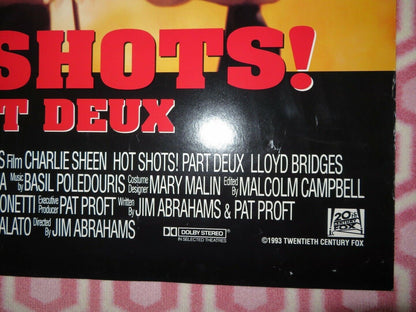 SHOTS!
T DEUX
S Film CHARLIE SHEEN HOT SHOTS! PART DEUX LLOYD BRIDGES
A Music by BASIL POLEDOURIS Costume Designer MARY MALIN Edited By MALCOLM CAMPBELL
ONETTI Executive Producer PAT PROFT Written By JIM ABRAHAMS & PAT PROFT
ALATO Directed By JIM ABRAHAMS
DOLBY STEREO
IN SELECTED THEATRES
20TH CENTURY FOX
©1993 TWENTIETH CENTURY FOX